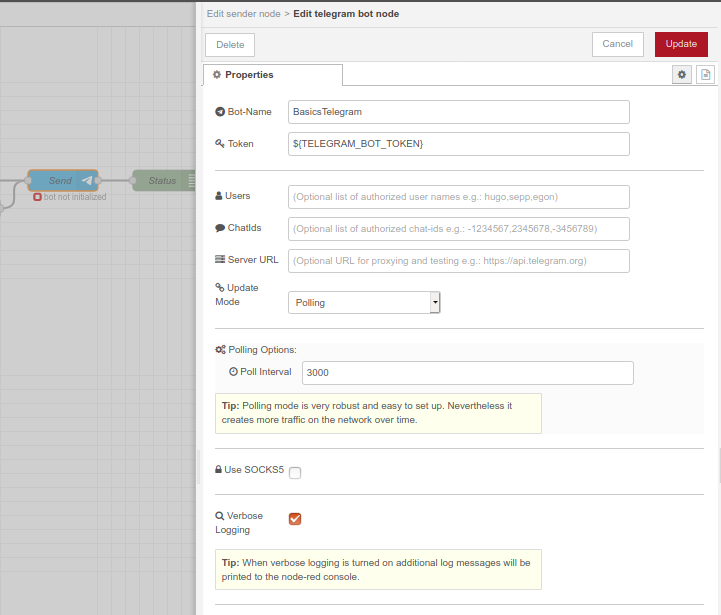 Edit sender node > Edit telegram bot node
Delete
Cancel
Update
Properties
Bot-Name
BasicsTelegram
Token
${TELEGRAM_BOT_TOKEN}
Send
Status
bot not initialized
Users
(Optional list of authorized user names e.g.: hugo,sepp,egon)
ChatIds
(Optional list of authorized chat-ids e.g.: -1234567,2345678,-3456789)
Server URL
(Optional URL for proxying and testing e.g.: https://api.telegram.org)
Update
Mode
Polling
Polling Options:
Poll Interval
3000
Tip: Polling mode is very robust and easy to set up. Nevertheless it
creates more traffic on the network over time.
Use SOCKS5
Verbose
Logging
Tip: When verbose logging is turned on additional log messages will be
printed to the node-red console.